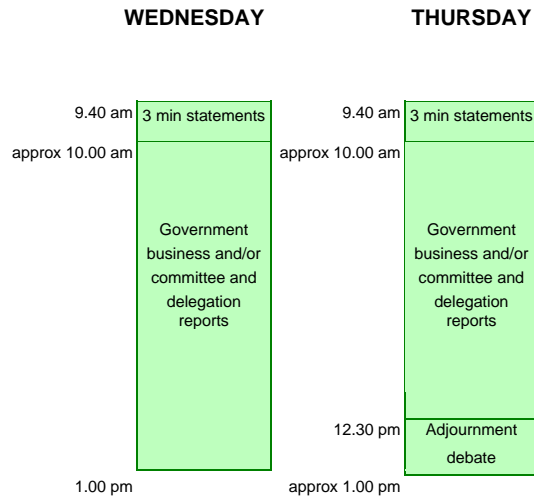 WEDNESDAY
9.40 am
3 min statements
approx 10.00 am
Government
business and/or
committee and
delegation
reports
1.00 pm
THURSDAY
9.40 am
3 min statements
approx 10.00 am
Government
business and/or
committee and
delegation
reports
12.30 pm
Adjournment
debate
approx 1.00 pm